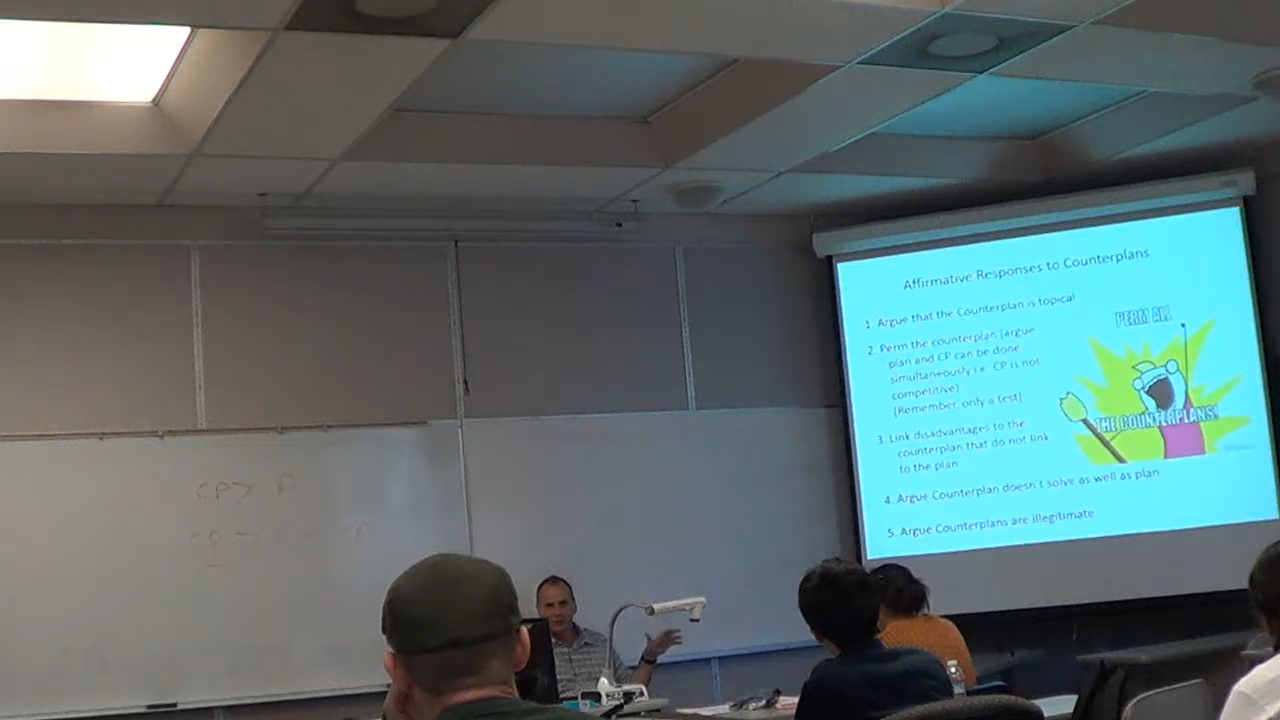 Affirmative Responses to Counterplans
1. Argue that the Counterplan is topical
2. Perm the counterplan [argue
plan and CP can be done
simultaneously i.e. CP is not
competitive]
[Remember, only a test]
3. Link disadvantages to the
counterplan that do not link
to the plan
4. Argue Counterplan doesn't solve as well as plan
5. Argue Counterplans are illegitimate
PERM ALL
THE COUNTERPLANS!
CP> P